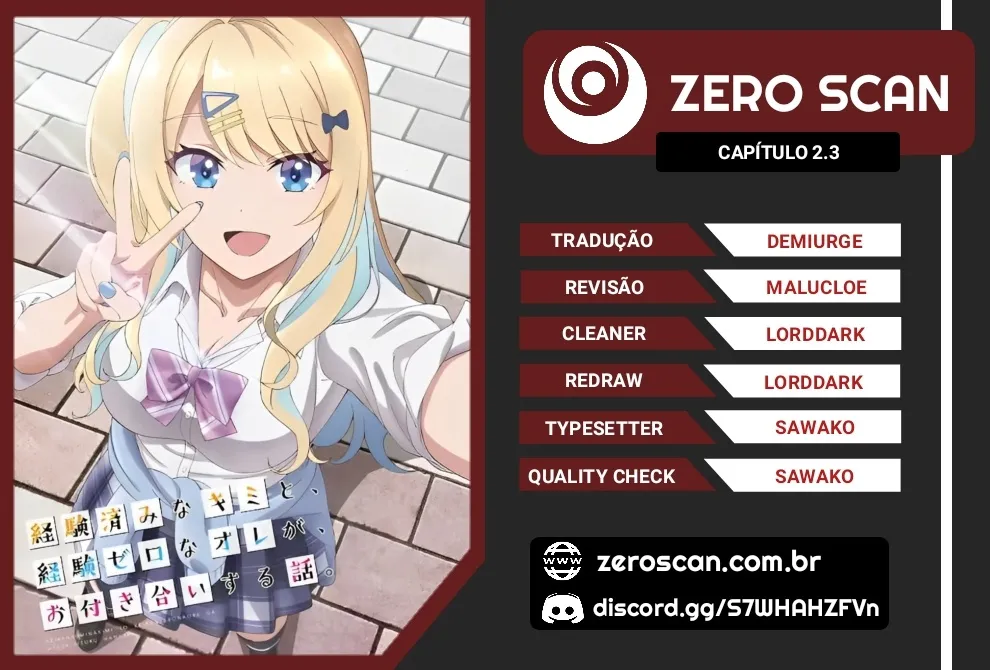 ZERO SCAN
CAPÍTULO 2.3
TRADUÇÃO DEMIURGE
REVISÃO MALUCLOE
CLEANER LORDDARK
REDRAW LORDDARK
TYPESETTER SAWAKO
QUALITY CHECK SAWAKO
www zeroscan.com.br
discord.gg/S7WHAHZFVn
経験済みなキミと、
経験ゼロなオレが、
お付き合いする話。